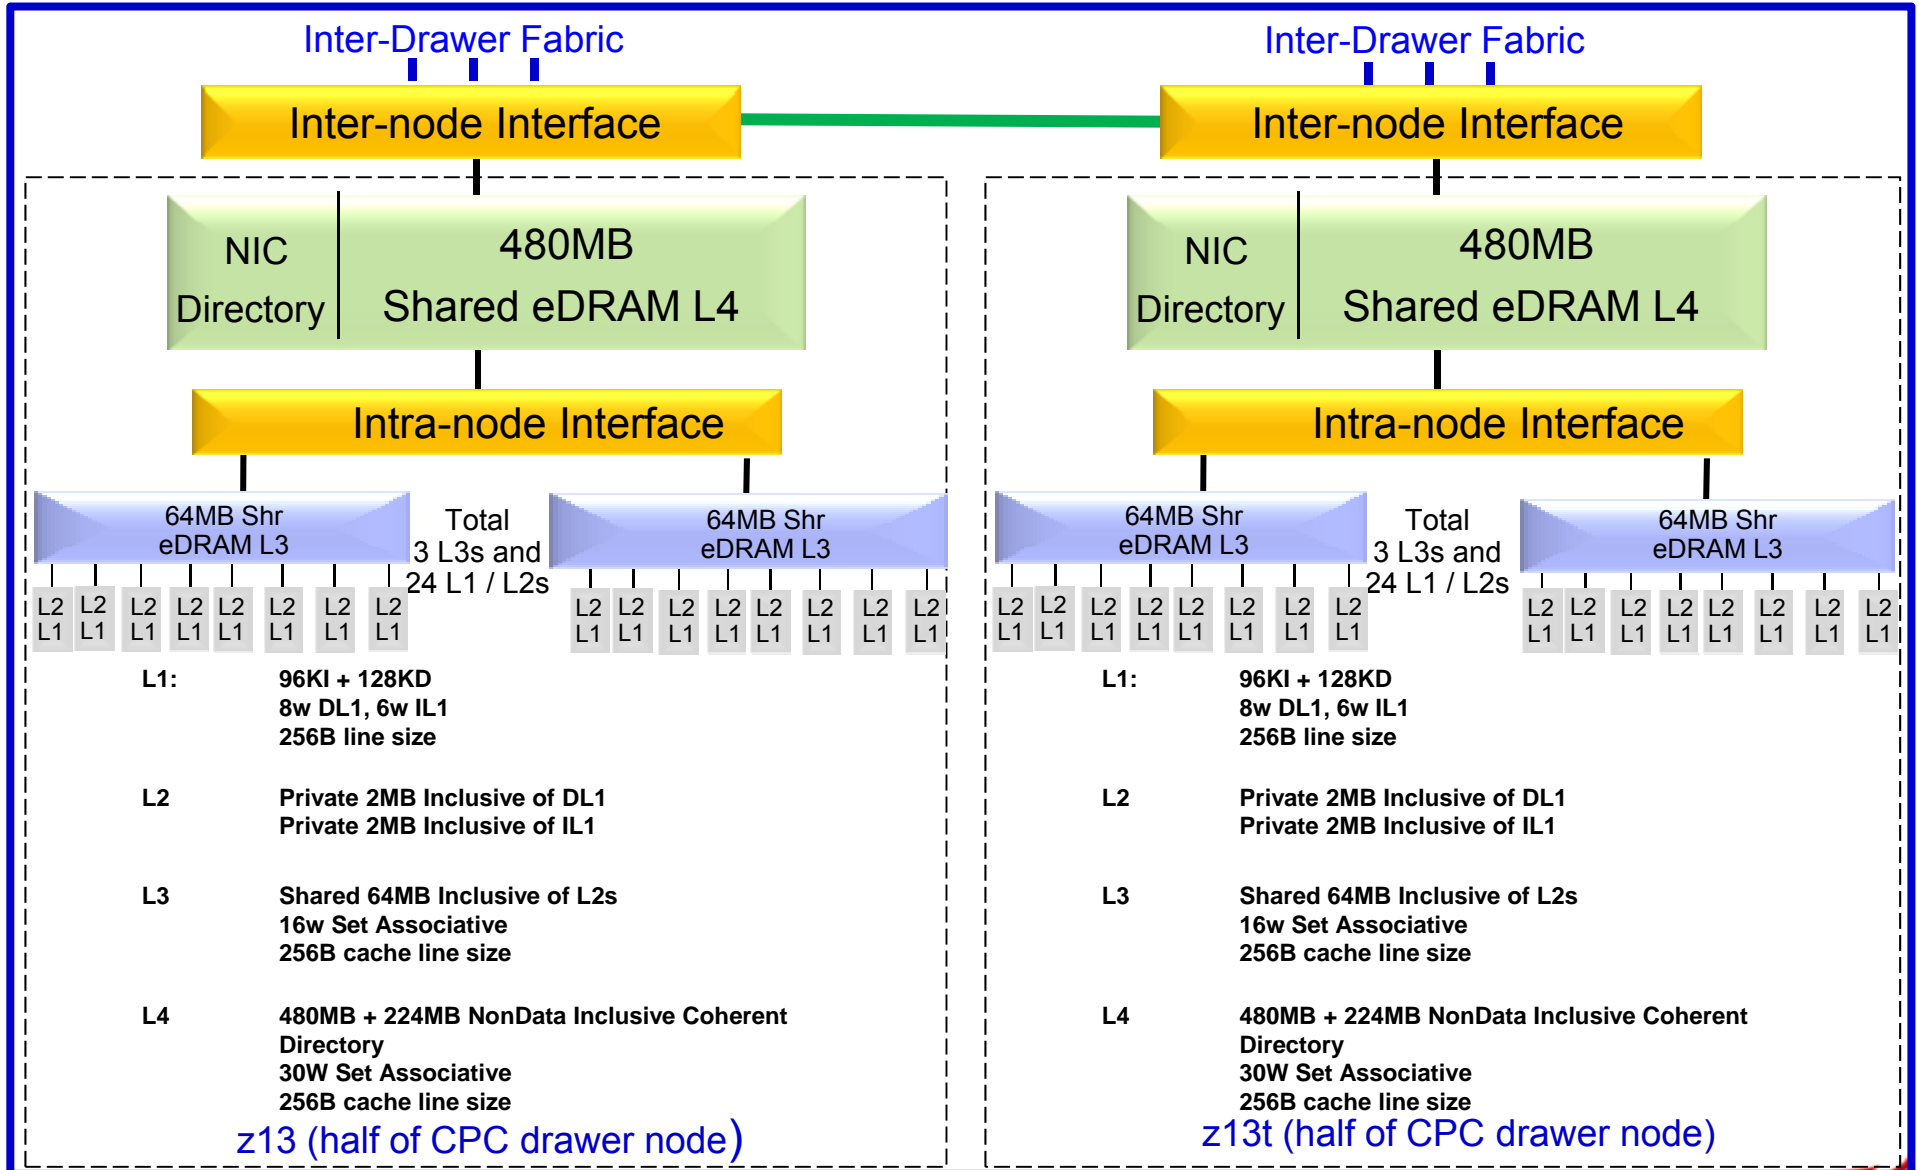 Inter-Drawer Fabric
Inter-node Interface
NIC
Directory
480MB
Shared eDRAM L4
Intra-node Interface
64MB Shr
eDRAM L3
Total
3 L3s and
24 L1 / L2s
64MB Shr
eDRAM L3
L2 L2 L2 L2 L2 L2 L2 L2
L1 L1 L1 L1 L1 L1 L1 L1
L2 L2 L2 L2 L2 L2 L2 L2
L1 L1 L1 L1 L1 L1 L1 L1
L1: 96KI + 128KD
8w DL1, 6w IL1
256B line size
L2 Private 2MB Inclusive of DL1
Private 2MB Inclusive of IL1
L3 Shared 64MB Inclusive of L2s
16w Set Associative
256B cache line size
L4 480MB + 224MB NonData Inclusive Coherent
Directory
30W Set Associative
256B cache line size
z13 (half of CPC drawer node)
Inter-Drawer Fabric
Inter-node Interface
NIC
Directory
480MB
Shared eDRAM L4
Intra-node Interface
64MB Shr
eDRAM L3
Total
3 L3s and
24 L1 / L2s
64MB Shr
eDRAM L3
L2 L2 L2 L2 L2 L2 L2 L2
L1 L1 L1 L1 L1 L1 L1 L1
L2 L2 L2 L2 L2 L2 L2 L2
L1 L1 L1 L1 L1 L1 L1 L1
L1: 96KI + 128KD
8w DL1, 6w IL1
256B line size
L2 Private 2MB Inclusive of DL1
Private 2MB Inclusive of IL1
L3 Shared 64MB Inclusive of L2s
16w Set Associative
256B cache line size
L4 480MB + 224MB NonData Inclusive Coherent
Directory
30W Set Associative
256B cache line size
z13t (half of CPC drawer node)